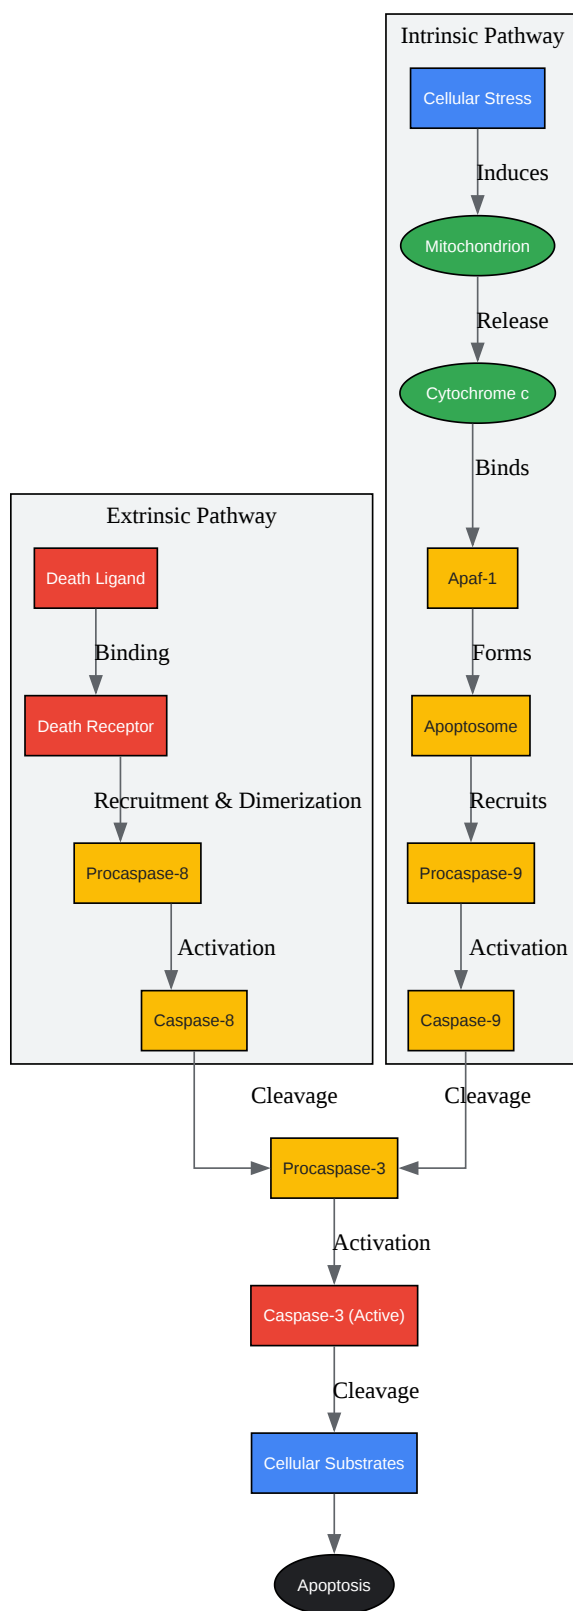 Intrinsic Pathway
Cellular Stress
Induces
Mitochondrion
Release
Cytochrome c
Binds
Extrinsic Pathway
Death Ligand
Apaf-1
Binding
Forms
Death Receptor
Apoptosome
Recruitment & Dimerization
Recruits
Procaspase-8
Procaspase-9
Activation
Activation
Caspase-8
Caspase-9
Cleavage
Cleavage
Procaspase-3
Activation
Caspase-3 (Active)
Cleavage
Cellular Substrates
Apoptosis